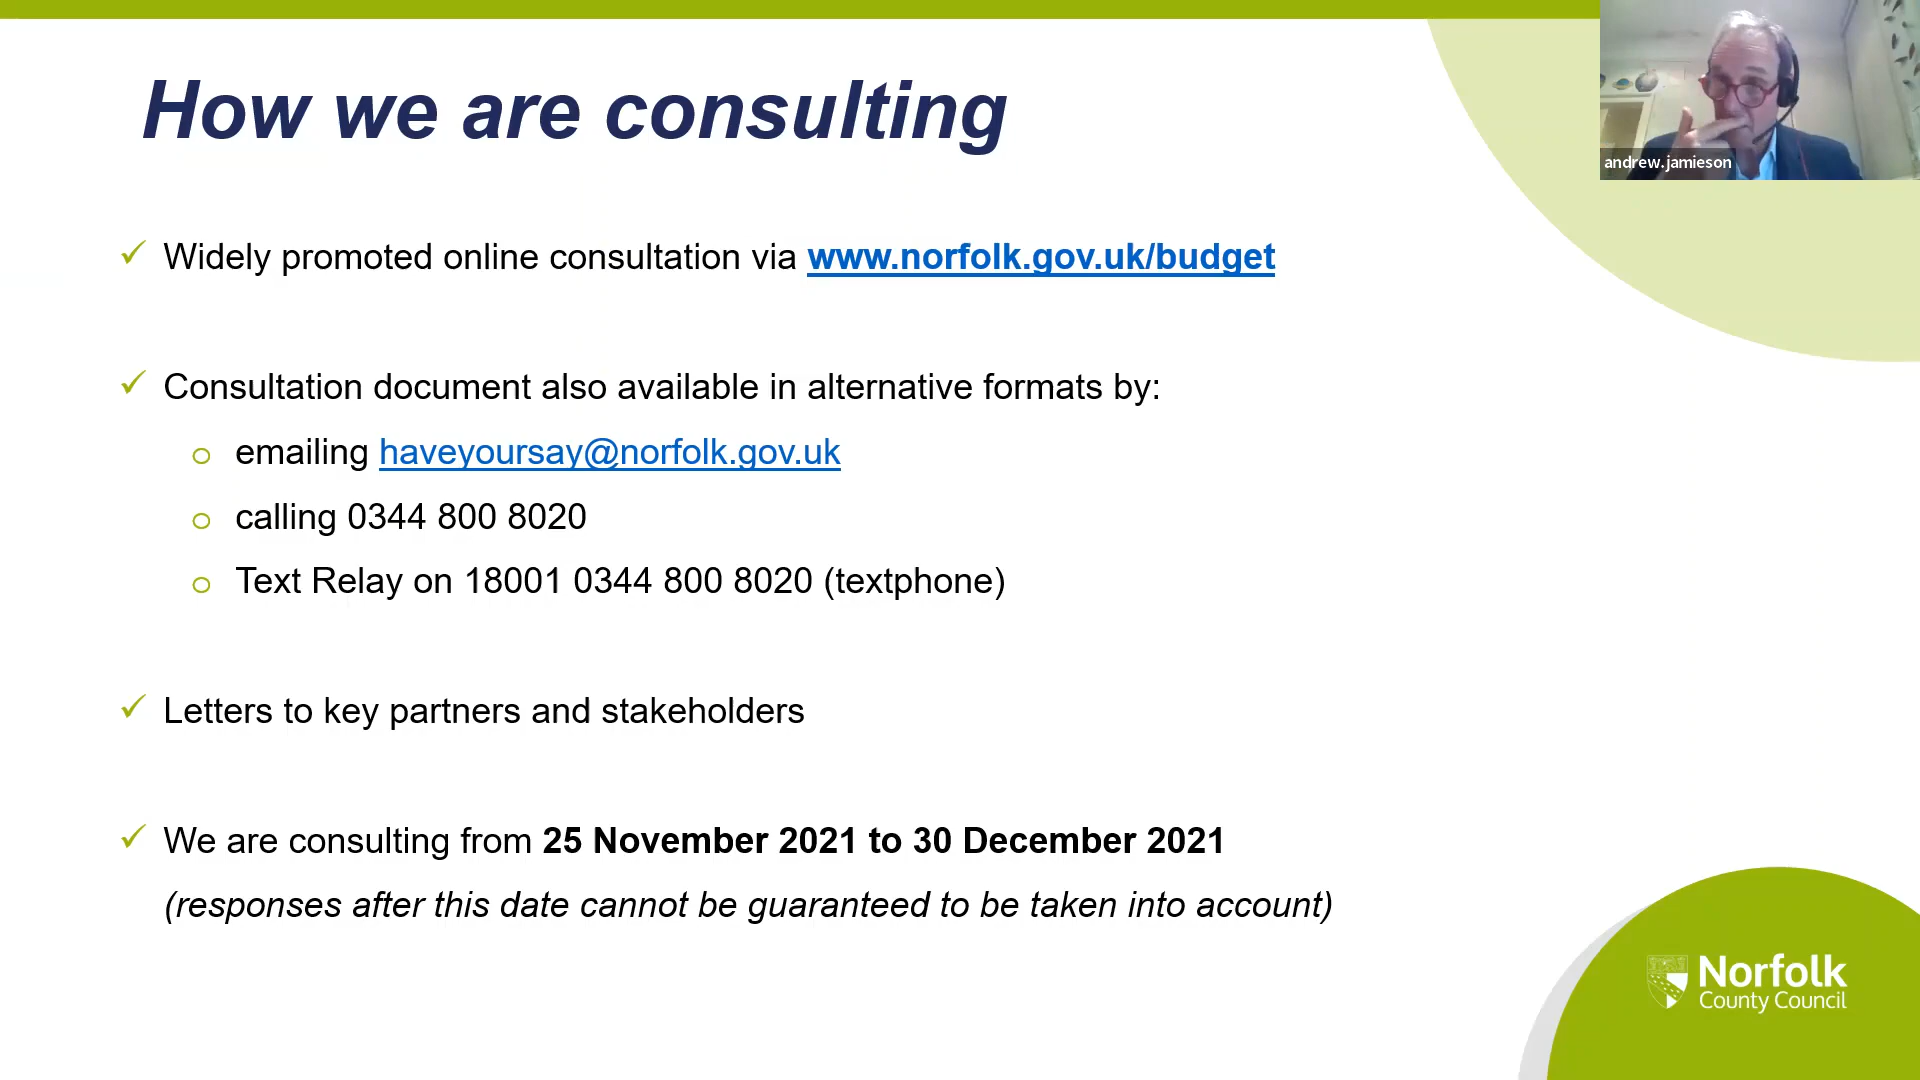 How we are consulting
andrew.jamieson
Widely promoted online consultation via www.norfolk.gov.uk/budget
Consultation document also available in alternative formats by:
emailing haveyoursay@norfolk.gov.uk
calling 0344 800 8020
Text Relay on 18001 0344 800 8020 (textphone)
Letters to key partners and stakeholders
We are consulting from 25 November 2021 to 30 December 2021
(responses after this date cannot be guaranteed to be taken into account)
Norfolk
County Council